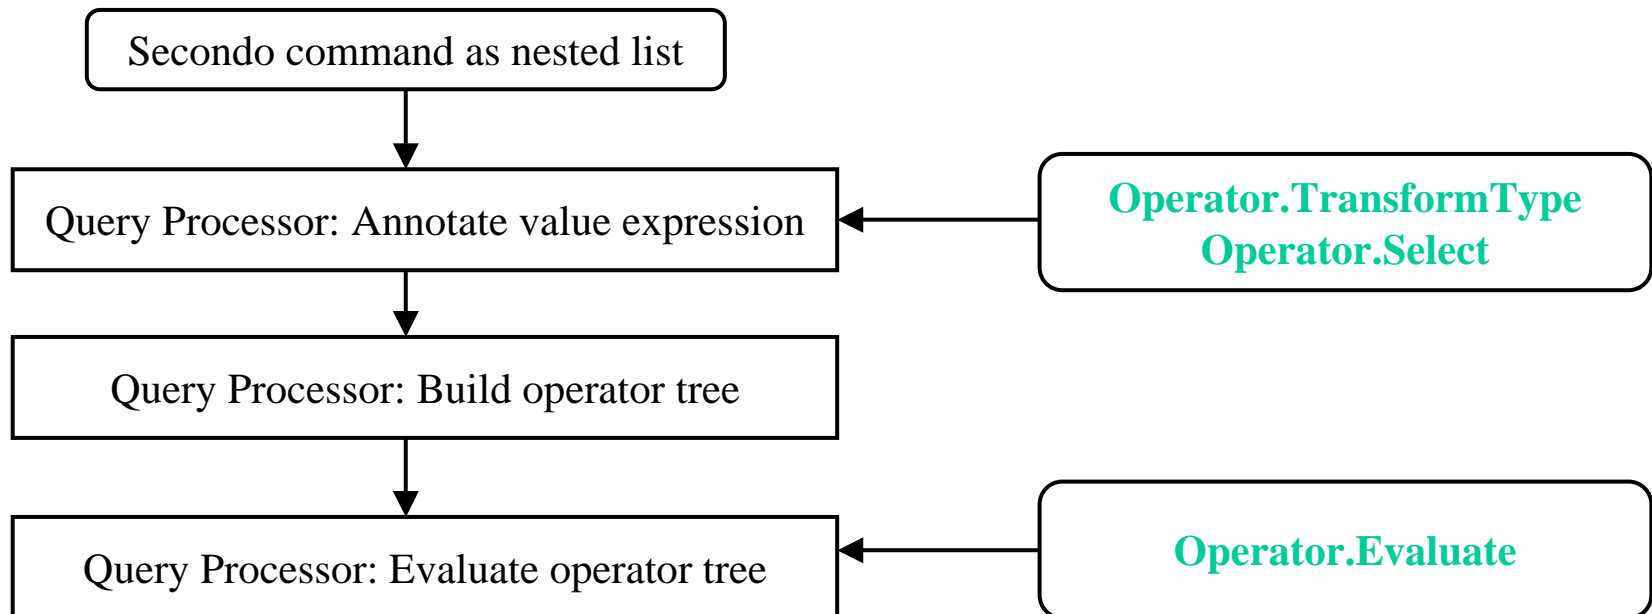 Secondo command as nested list
Query Processor: Annotate value expression
Operator.TransformType
Operator.Select
Query Processor: Build operator tree
Query Processor: Evaluate operator tree
Operator.Evaluate